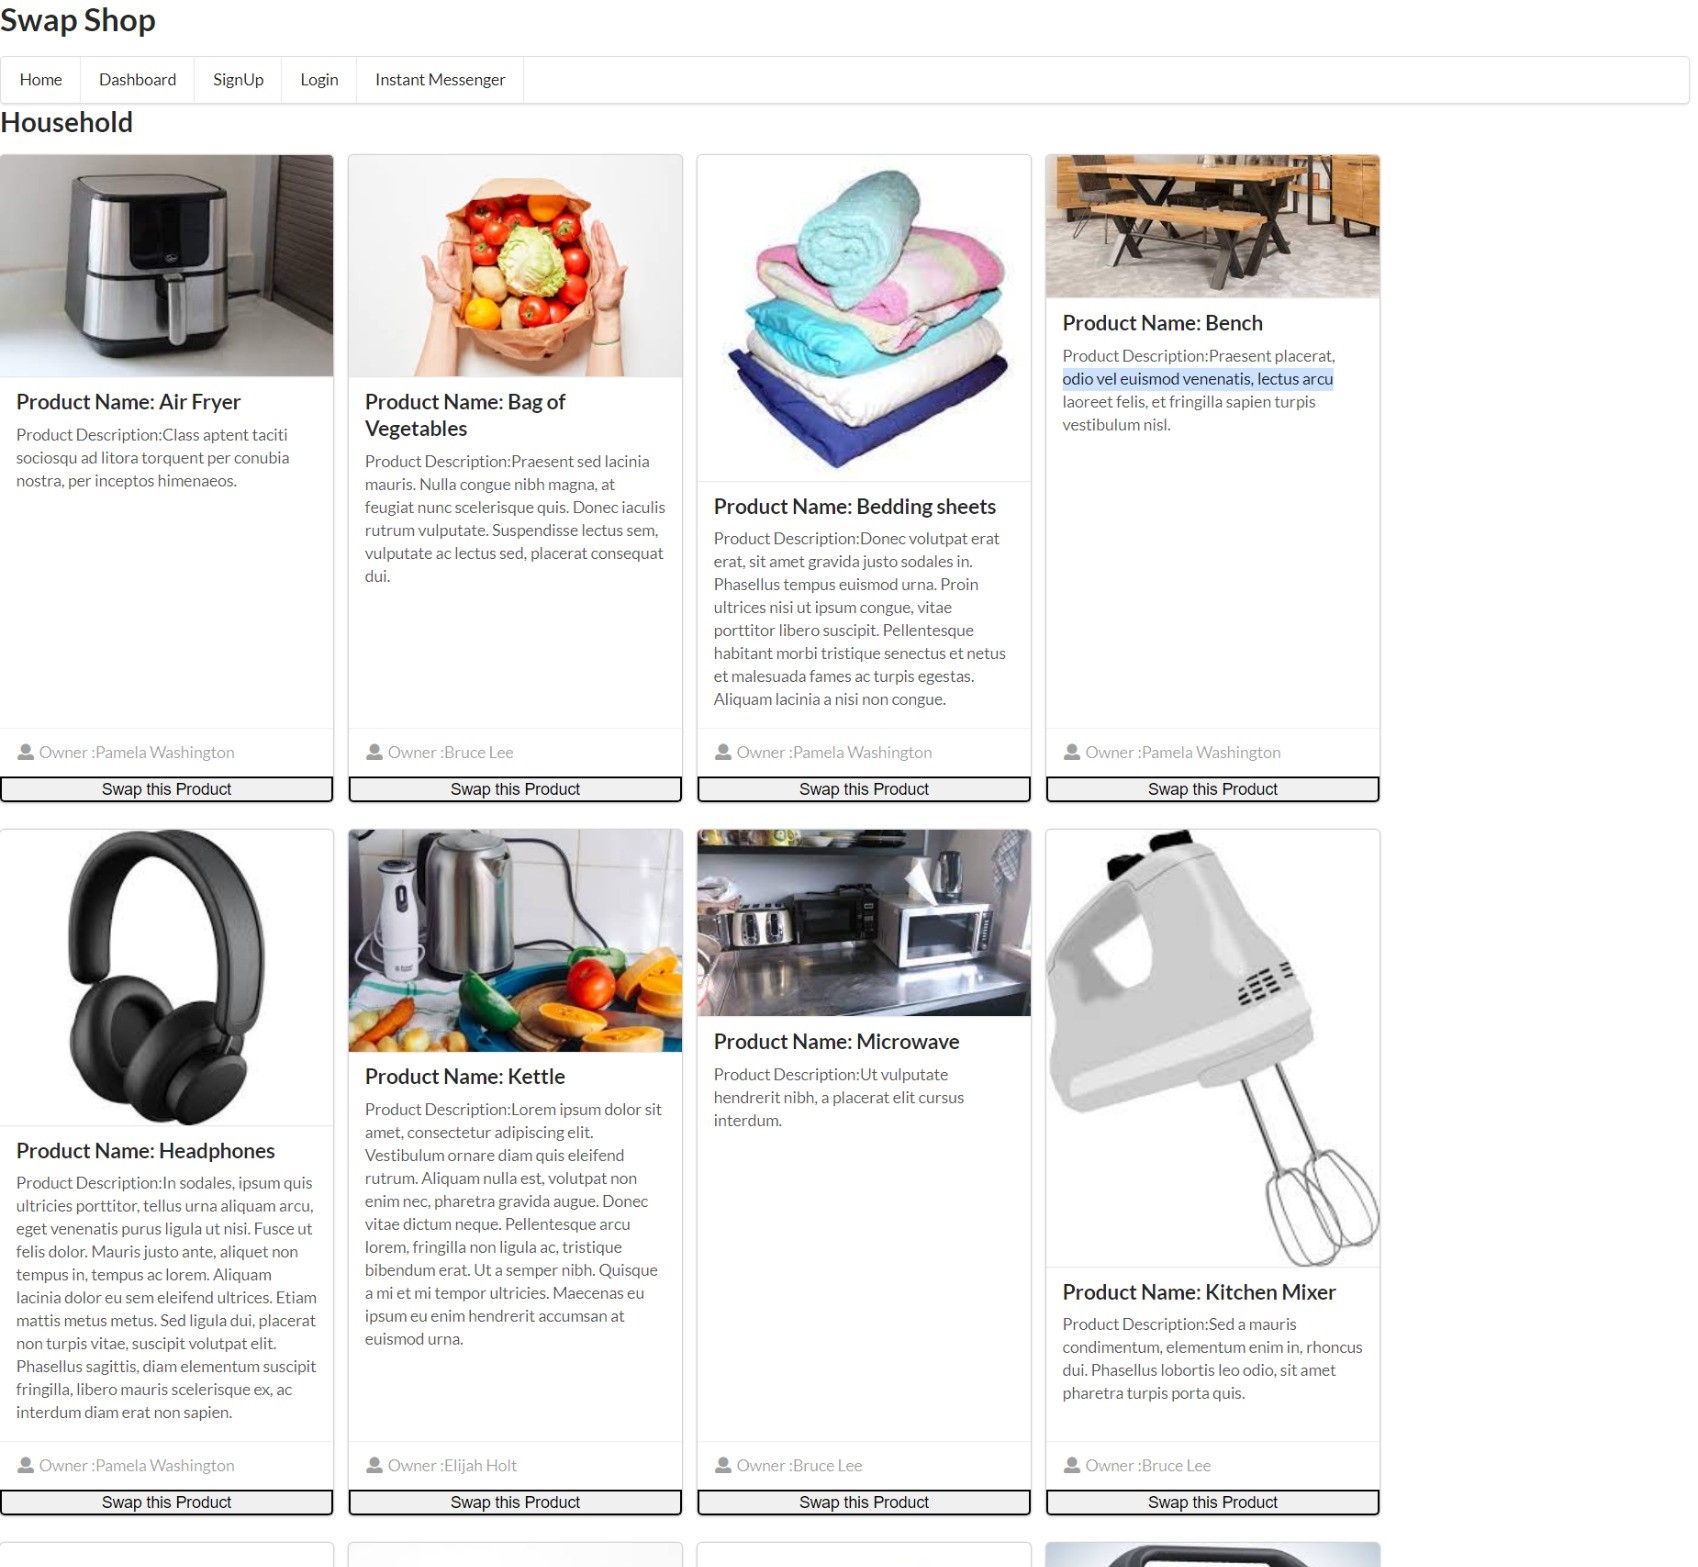 Swap Shop
Home
Dashboard
SignUp
Login
Instant Messenger
Household
Product Name: Air Fryer
Product Description:Class aptent taciti
sociosqu ad litora torquent per conubia
nostra, per inceptos himenaeos.
Owner :Pamela Washington
Swap this Product
Product Name: Bag of
Vegetables
Product Description:Praesent sed lacinia
mauris. Nulla congue nibh magna, at
feugiat nunc scelerisque quis. Donec iaculis
rutrum vulputate. Suspendisse lectus sem,
vulputate ac lectus sed, placerat consequat
dui.
Owner :Bruce Lee
Swap this Product
Product Name: Bedding sheets
Product Description:Donec volutpat erat
erat, sit amet gravida justo sodales in.
Phasellus tempus euismod urna. Proin
ultrices nisi ut ipsum congue, vitae
porttitor libero suscipit. Pellentesque
habitant morbi tristique senectus et netus
et malesuada fames ac turpis egestas.
Aliquam lacinia a nisi non congue.
Owner :Pamela Washington
Swap this Product
Product Name: Bench
Product Description:Praesent placerat,
odio vel euismod venenatis, lectus arcu
laoreet felis, et fringilla sapien turpis
vestibulum nisl.
Owner :Pamela Washington
Swap this Product
Product Name: Headphones
Product Description:In sodales, ipsum quis
ultricies porttitor, tellus urna aliquam arcu,
eget venenatis purus ligula ut nisi. Fusce ut
felis dolor. Mauris justo ante, aliquet non
tempus in, tempus ac lorem. Aliquam
lacinia dolor eu sem eleifend ultrices. Etiam
mattis metus metus. Sed ligula dui, placerat
non turpis vitae, suscipit volutpat elit.
Phasellus sagittis, diam elementum suscipit
fringilla, libero mauris scelerisque ex, ac
interdum diam erat non sapien.
Owner :Pamela Washington
Swap this Product
Product Name: Kettle
Product Description:Lorem ipsum dolor sit
amet, consectetur adipiscing elit.
Vestibulum ornare diam quis eleifend
rutrum. Aliquam nulla est, volutpat non
enim nec, pharetra gravida augue. Donec
vitae dictum neque. Pellentesque arcu
lorem, fringilla non ligula ac, tristique
bibendum erat. Ut a semper nibh. Quisque
a mi et mi tempor ultricies. Maecenas eu
ipsum eu enim hendrerit accumsan at
euismod urna.
Owner :Elijah Holt
Swap this Product
Product Name: Microwave
Product Description:Ut vulputate
hendrerit nibh, a placerat elit cursus
interdum.
Owner :Bruce Lee
Swap this Product
Product Name: Kitchen Mixer
Product Description:Sed a mauris
condimentum, elementum enim in, rhoncus
dui. Phasellus lobortis leo odio, sit amet
pharetra turpis porta quis.
Owner :Bruce Lee
Swap this Product